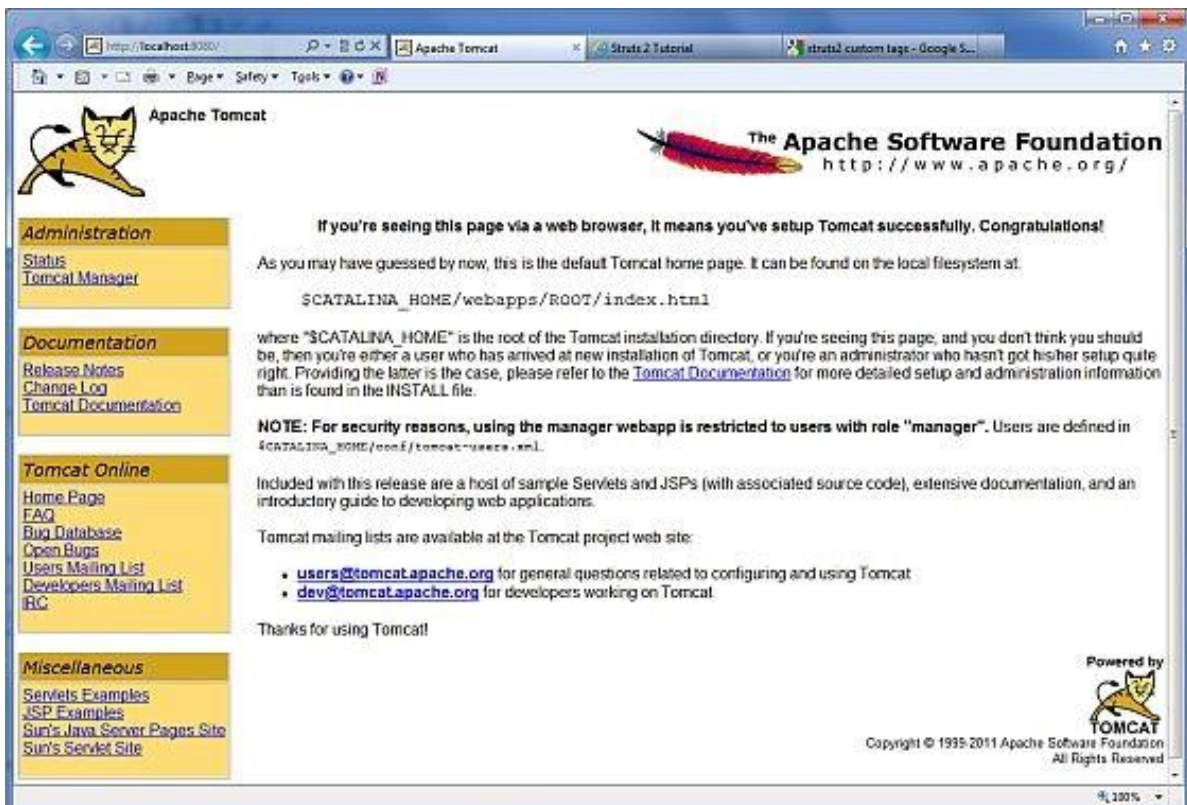 http://localhost:8080/
Apache Tomcat
Struts 2 Tutorial
struts2 custom tags - Google S...
Page
Safety
Tools
Apache Tomcat
The Apache Software Foundation
http://www.apache.org/
Administration
Status
Tomcat Manager
Documentation
Release Notes
Change Log
Tomcat Documentation
Tomcat Online
Home Page
FAQ
Bug Database
Open Bugs
Users Mailing List
Developers Mailing List
IRC
Miscellaneous
Servlets Examples
JSP Examples
Sun's Java Server Pages Site
Sun's Servlet Site
If you're seeing this page via a web browser, it means you've setup Tomcat successfully. Congratulations!
As you may have guessed by now, this is the default Tomcat home page. It can be found on the local filesystem at:
$CATALINA_HOME/webapps/ROOT/index.html
where "$CATALINA_HOME" is the root of the Tomcat installation directory. If you're seeing this page, and you don't think you should
be, then you're either a user who has arrived at new installation of Tomcat, or you're an administrator who hasn't got his/her setup quite
right. Providing the latter is the case, please refer to the Tomcat Documentation for more detailed setup and administration information
than is found in the INSTALL file.
NOTE: For security reasons, using the manager webapp is restricted to users with role "manager". Users are defined in
$CATALINA_HOME/conf/tomcat-users.xml.
Included with this release are a host of sample Servlets and JSPs (with associated source code), extensive documentation, and an
introductory guide to developing web applications.
Tomcat mailing lists are available at the Tomcat project web site:
• users@tomcat.apache.org for general questions related to configuring and using Tomcat
• dev@tomcat.apache.org for developers working on Tomcat
Thanks for using Tomcat!
Powered by
TOMCAT
Copyright © 1999-2011 Apache Software Foundation
All Rights Reserved
100%